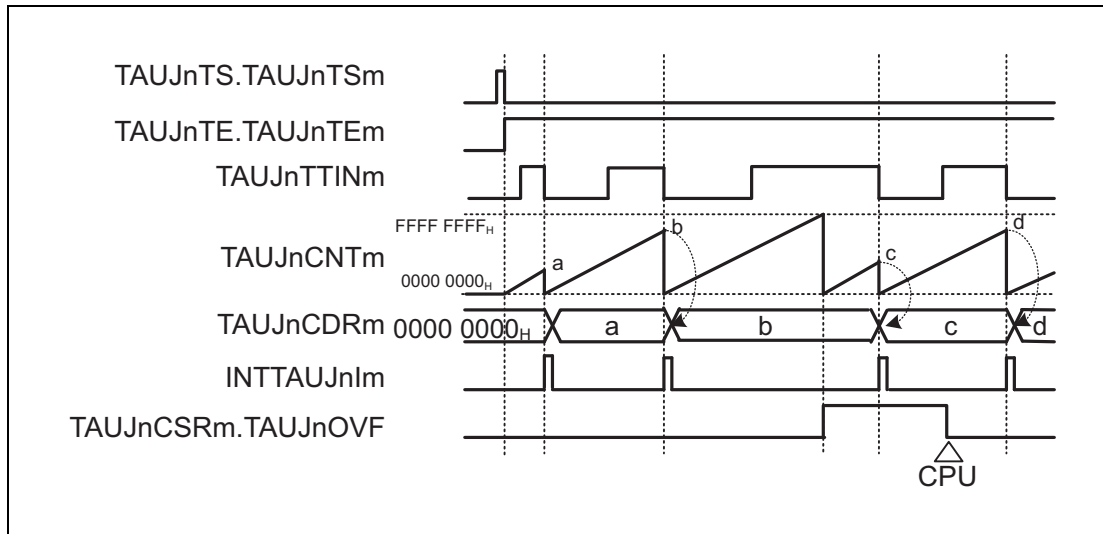 TAUJnTS.TAUJnTSm
TAUJnTE.TAUJnTEm
TAUJnTTINm
FFFF FFFFH
TAUJnCNTm
0000 0000H
a
b
c
d
TAUJnCDRm
0000 0000H
a
b
c
d
INTTAUJnIm
TAUJnCSRm.TAUJnOVF
CPU